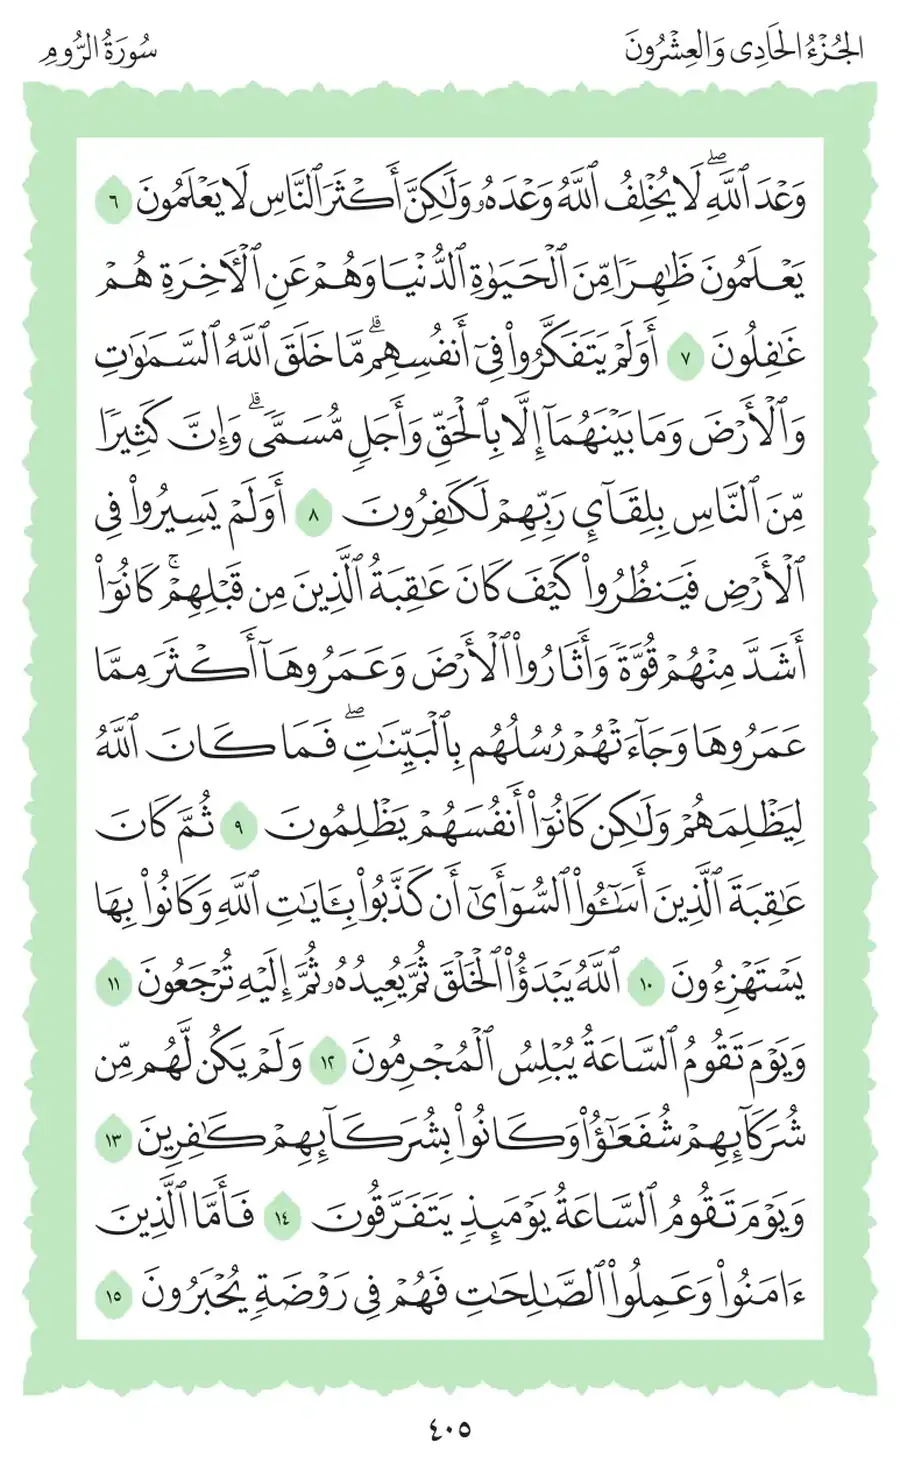 الجُزْءُ الحَادِى وَالعِشْرُونَ
سُورَةُ الرُّومِ
وَعْدَ ٱللَّهِۖ لَا يُخْلِفُ ٱللَّهُ وَعْدَهُۥ وَلَٰكِنَّ أَكْثَرَ ٱلنَّاسِ لَا يَعْلَمُونَ ٦
يَعْلَمُونَ ظَٰهِرًا مِّنَ ٱلْحَيَوٰةِ ٱلدُّنْيَا وَهُمْ عَنِ ٱلْأَخِرَةِ هُمْ
غَٰفِلُونَ ٧ أَوَلَمْ يَتَفَكَّرُوا۟ فِىٓ أَنفُسِهِمۗ مَّا خَلَقَ ٱللَّهُ ٱلسَّمَٰوَٰتِ
وَٱلْأَرْضَ وَمَا بَيْنَهُمَآ إِلَّا بِٱلْحَقِّ وَأَجَلٍ مُّسَمًّىۗ وَإِنَّ كَثِيرًا
مِّنَ ٱلنَّاسِ بِلِقَآئِ رَبِّهِمْ لَكَٰفِرُونَ ٨ أَوَلَمْ يَسِيرُوا۟ فِى
ٱلْأَرْضِ فَيَنظُرُوا۟ كَيْفَ كَانَ عَٰقِبَةُ ٱلَّذِينَ مِن قَبْلِهِمْۚ كَانُوٓا۟
أَشَدَّ مِنْهُمْ قُوَّةً وَأَثَارُوا۟ ٱلْأَرْضَ وَعَمَرُوهَآ أَكْثَرَ مِمَّا
عَمَرُوهَا وَجَآءَتْهُمْ رُسُلُهُم بِٱلْبَيِّنَٰتِۖ فَمَا كَانَ ٱللَّهُ
لِيَظْلِمَهُمْ وَلَٰكِن كَانُوٓا۟ أَنفُسَهُمْ يَظْلِمُونَ ٩ ثُمَّ كَانَ
عَٰقِبَةَ ٱلَّذِينَ أَسَٰٓـُٔوا۟ ٱلسُّوٓأَىٰٓ أَن كَذَّبُوا۟ بِـَٔايَٰتِ ٱللَّهِ وَكَانُوا۟ بِهَا
يَسْتَهْزِءُونَ ١٠ ٱللَّهُ يَبْدَؤُا۟ ٱلْخَلْقَ ثُمَّ يُعِيدُهُۥ ثُمَّ إِلَيْهِ تُرْجَعُونَ ١١
وَيَوْمَ تَقُومُ ٱلسَّاعَةُ يُبْلِسُ ٱلْمُجْرِمُونَ ١٢ وَلَمْ يَكُن لَّهُم مِّن
شُرَكَآئِهِمْ شُفَعَٰٓؤُا۟ وَكَانُوا۟ بِشُرَكَآئِهِمْ كَٰفِرِينَ ١٣
وَيَوْمَ تَقُومُ ٱلسَّاعَةُ يَوْمَئِذٍ يَتَفَرَّقُونَ ١٤ فَأَمَّا ٱلَّذِينَ
ءَامَنُوا۟ وَعَمِلُوا۟ ٱلصَّٰلِحَٰتِ فَهُمْ فِى رَوْضَةٍ يُحْبَرُونَ ١٥
٤٠٥